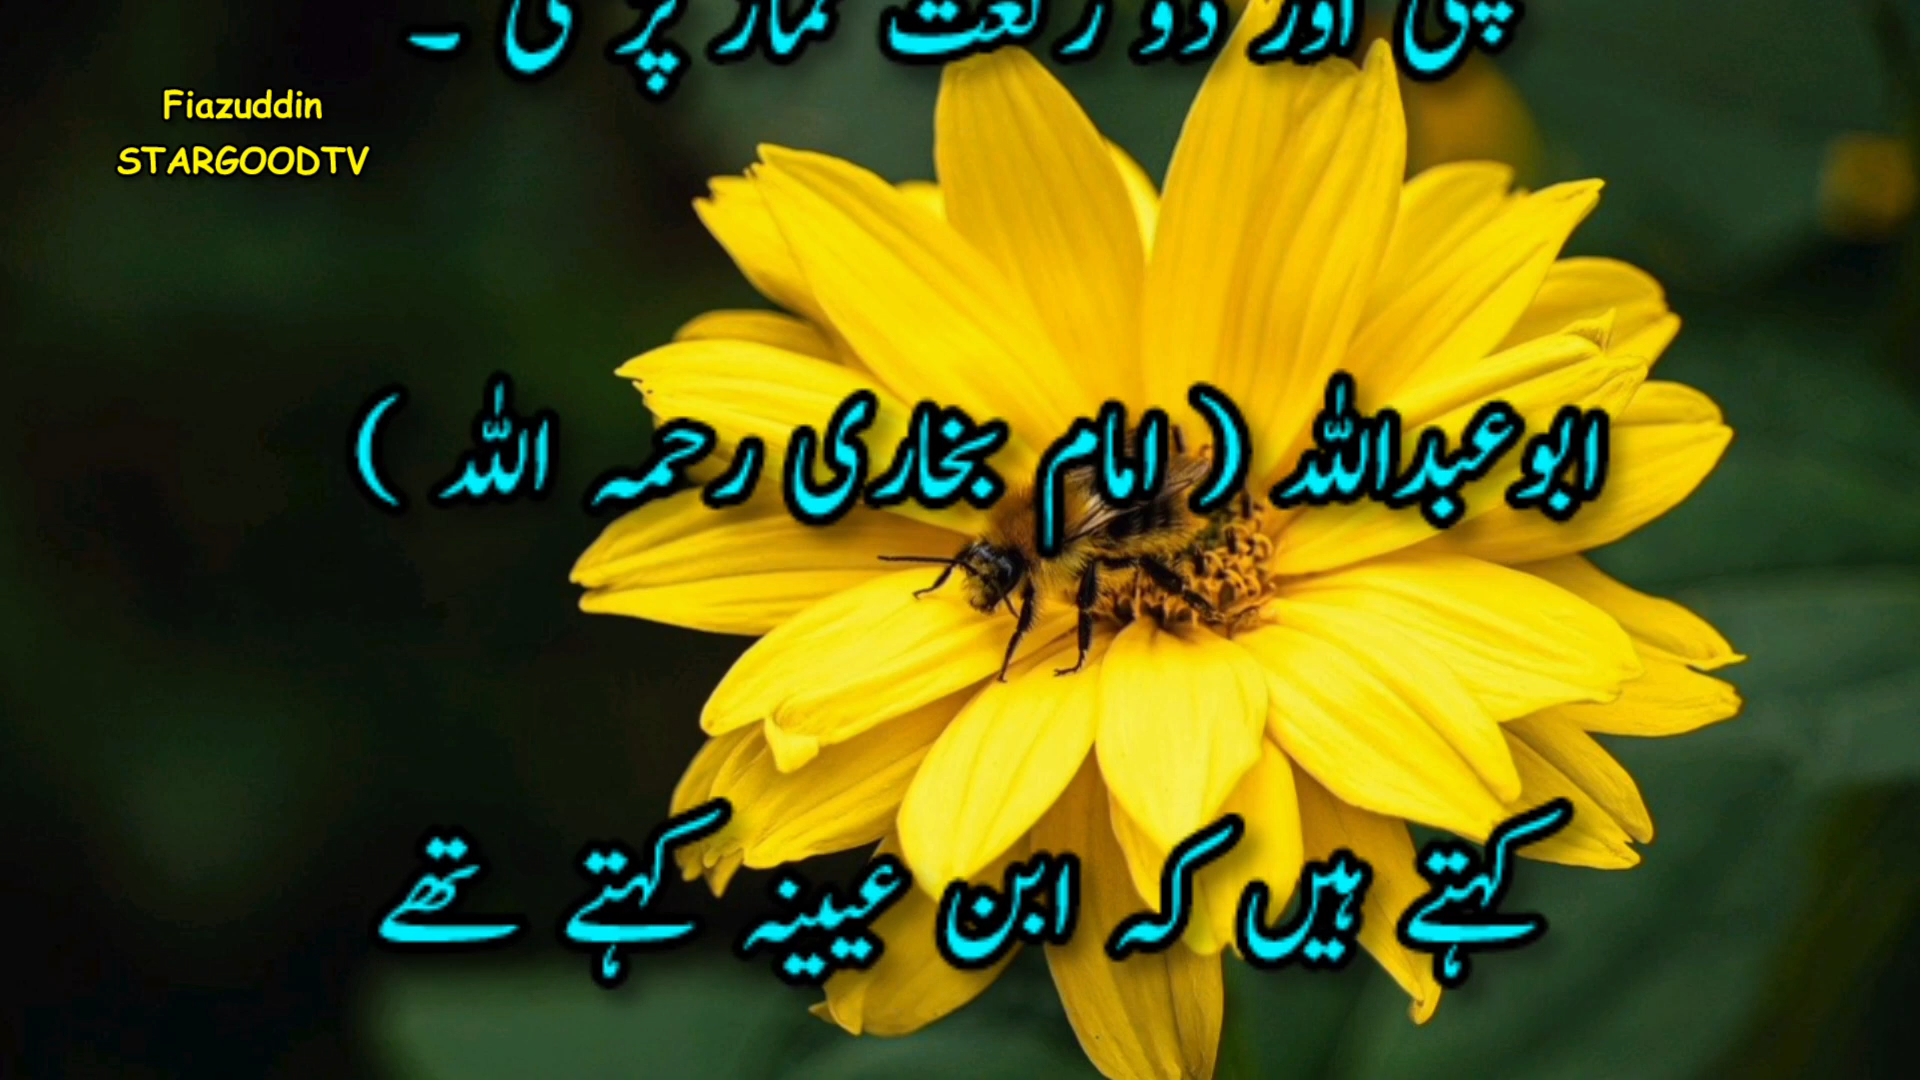 چکی اور دو رکعت نماز پڑھی ۔
Fiazuddin
STARGOODTV
ابوعبداللہ ( امام بخاری رحمہ اللہ )
کہتے ہیں کہ ابن عیینہ کہتے تھے